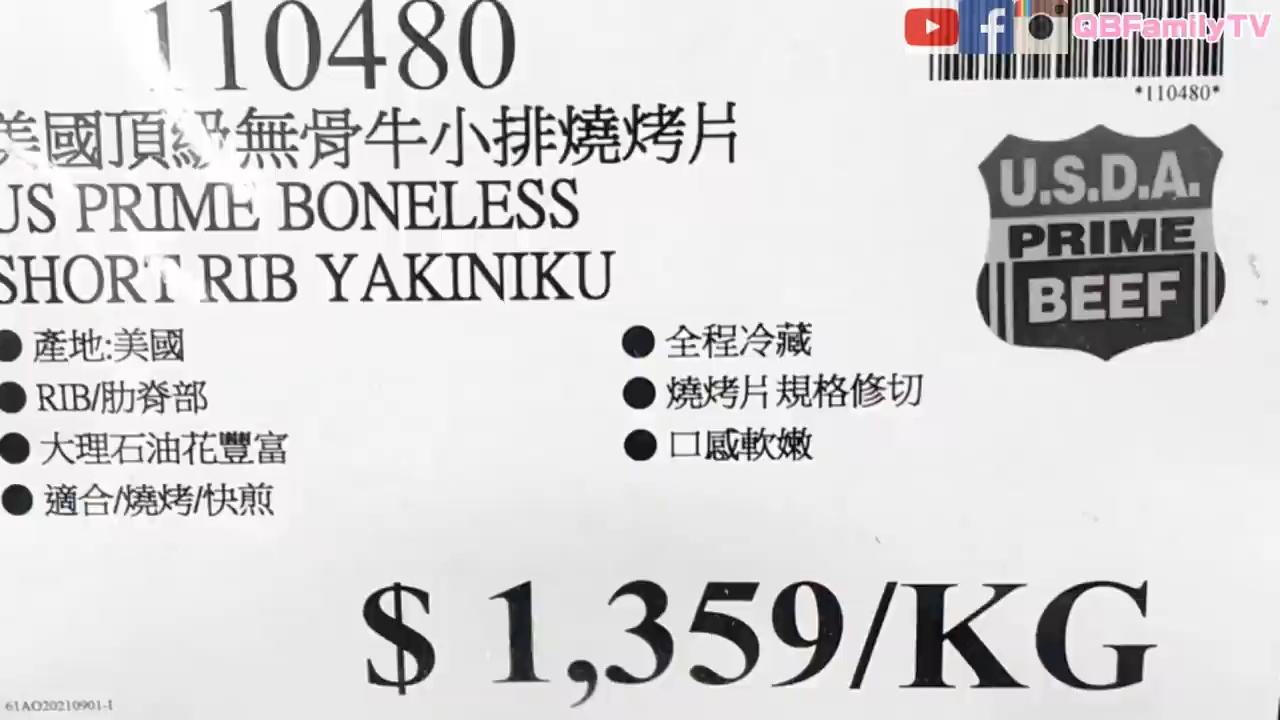 110480
QBFamilyTV
*110480*
美國頂級無骨牛小排燒烤片
US PRIME BONELESS
SHORT RIB YAKINIKU
U.S.D.A.
PRIME
BEEF
產地:美國
RIB/肋脊部
大理石油花豐富
適合/燒烤/快煎
全程冷藏
燒烤片規格修切
口感軟嫩
$ 1,359/KG
61AO20210901-1